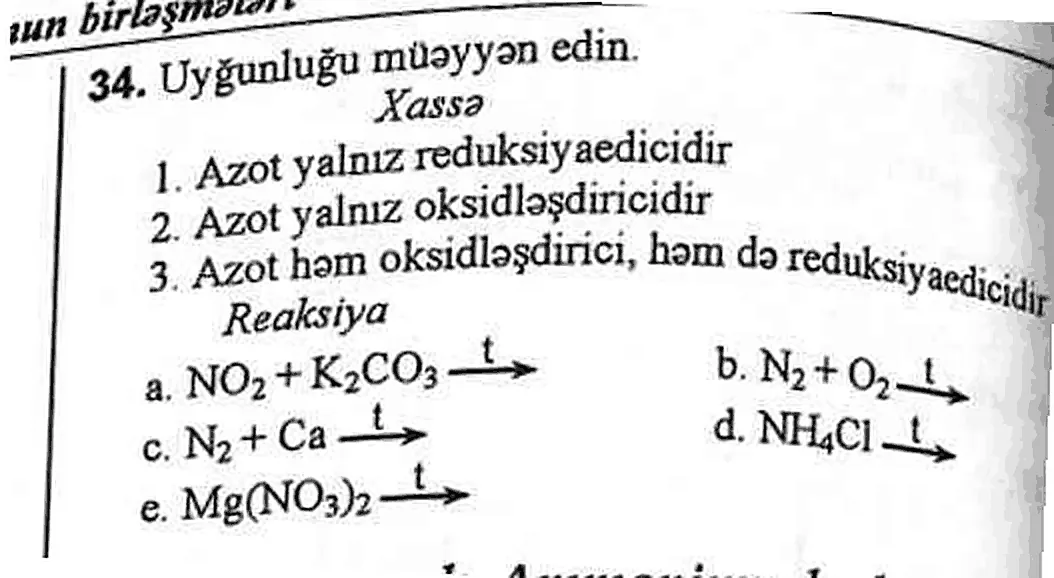 birləşmələri
34. Uyğunluğu müəyyən edin.
Xassə
1. Azot yalnız reduksiyaedicidir
2. Azot yalnız oksidləşdiricidir
3. Azot həm oksidləşdirici, həm də reduksiyaedicidir
Reaksiya
a. NO₂ + K₂CO₃ —t→ b. N₂ + O₂ —t→
c. N₂ + Ca —t→ d. NH₄Cl —t→
e. Mg(NO₃)₂ —t→